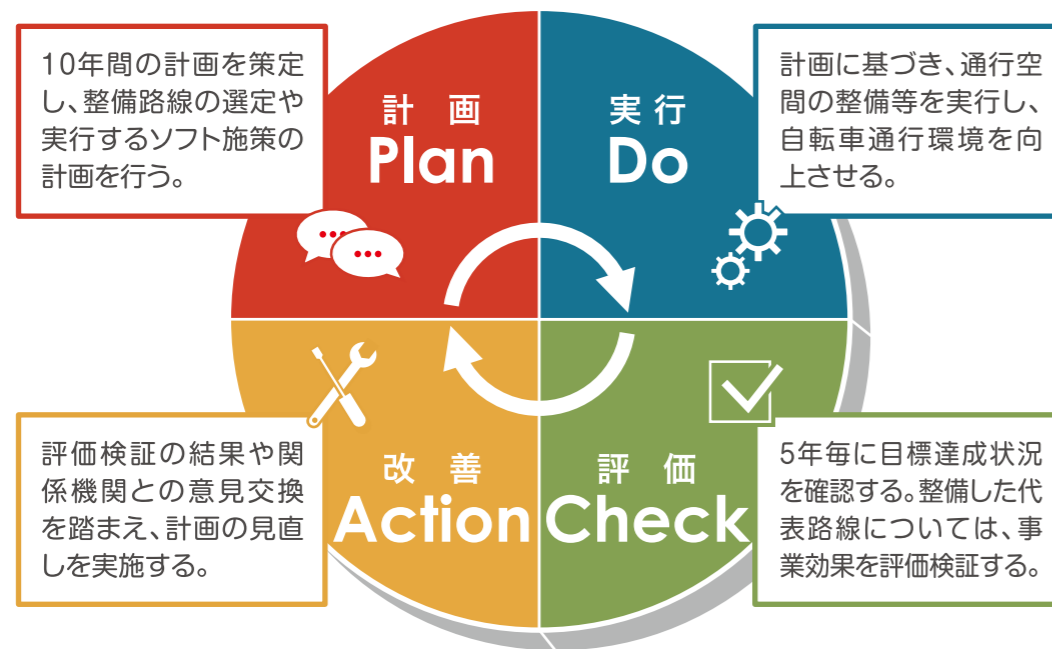 10年間の計画を策定
し、整備路線の選定や
実行するソフト施策の
計画を行う。
計 画
Plan
実 行
Do
計画に基づき、通行空
間の整備等を実行し、
自転車通行環境を向
上させる。
評価検証の結果や関
係機関との意見交換
を踏まえ、計画の見直
しを実施する。
改 善
Action
評 価
Check
5年毎に目標達成状況
を確認する。整備した代
表路線については、事
業効果を評価検証する。